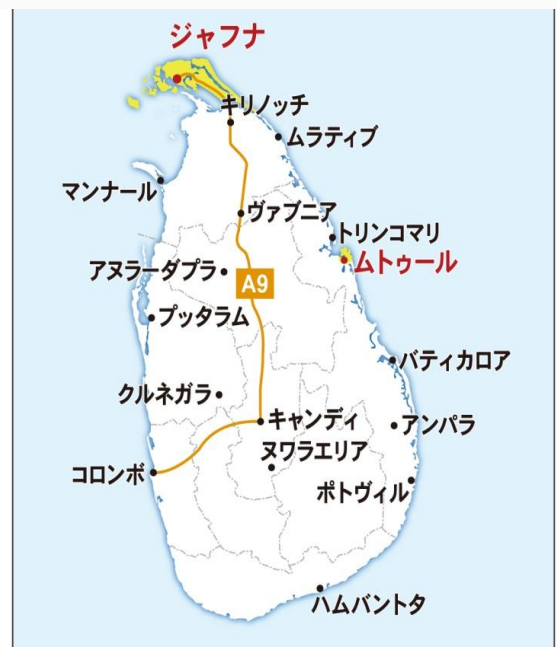 ジャフナ
キリノッチ
ムラティブ
マンナール
ヴァブニア
トリンコマリ
ムトゥール
アヌラーダプラ
A9
プッタラム
バティカロア
クルネガラ
キャンディ
アンパラ
ヌワラエリア
コロンボ
ポトヴィル
ハムバントタ